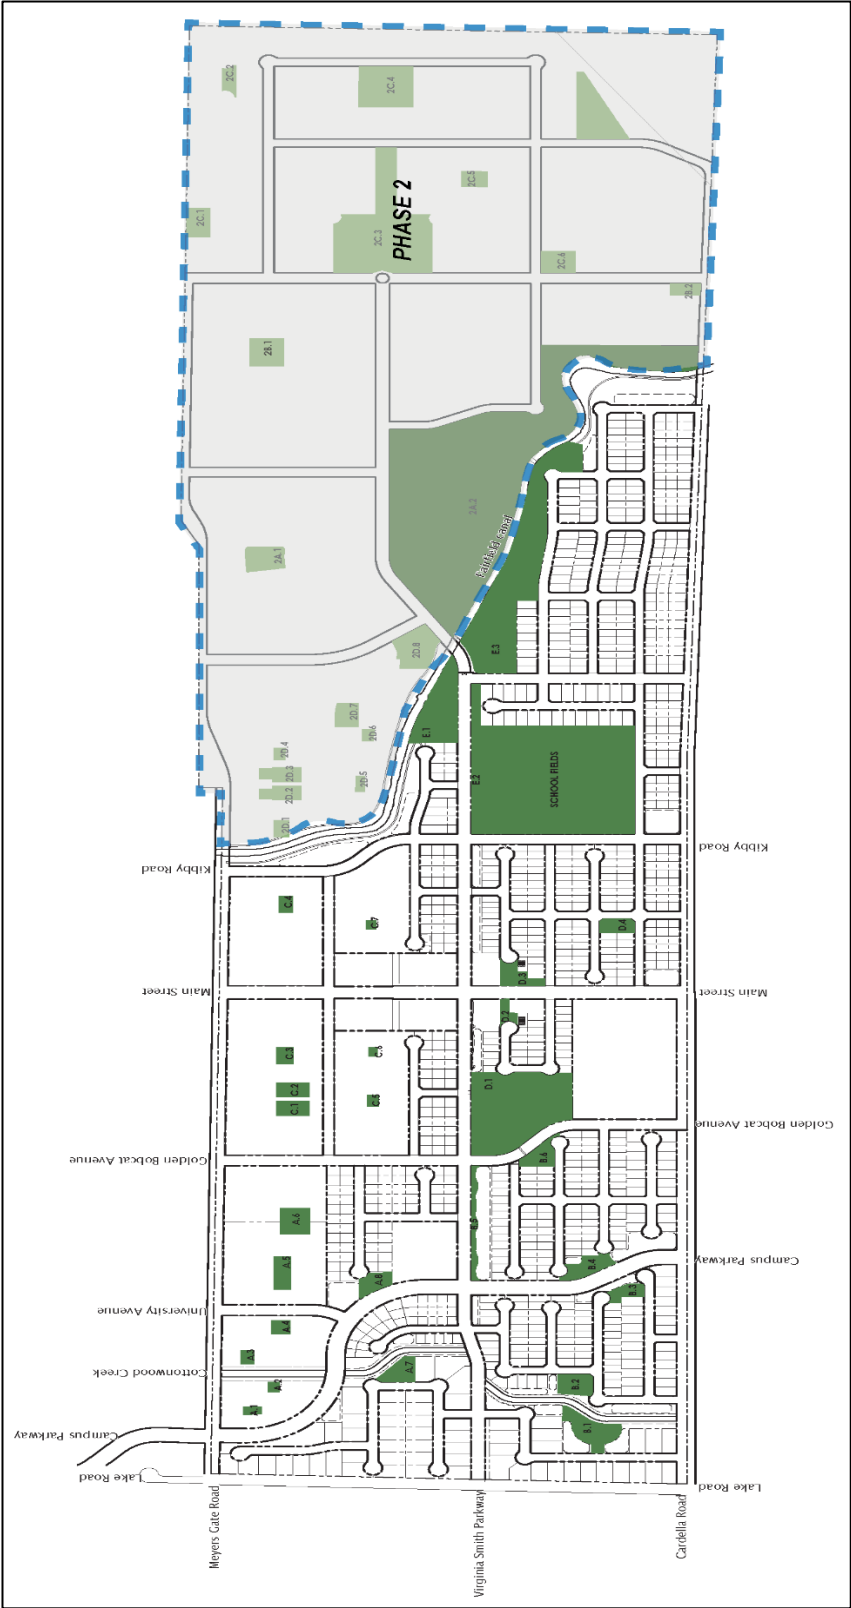 2C.2
2C.4
2C.5
2C.1
2C.3
PHASE 2
2C.6
2B.2
2B.1
2A.2
2A.1
Fairfield Canal
2D.8
2D.7
2D.6
2D.4
2D.3
2D.5
2D.2
2D.1
E.3
E.1
E.2
SCHOOL FIELDS
Kibby Road
Kibby Road
C.4
C.7
D.4
D.3
Main Street
Main Street
D.2
C.3
C.6
C.2
C.1
C.5
D.1
Golden Bobcat Avenue
Golden Bobcat Avenue
B.6
A.6
B.5
A.5
A.8
B.4
B.3
Campus Parkway
University Avenue
A.4
A.3
A.2
A.1
A.7
Cottonwood Creek
B.2
B.1
Campus Parkway
Lake Road
Lake Road
Meyers Gate Road
Virginia Smith Parkway
Cardella Road